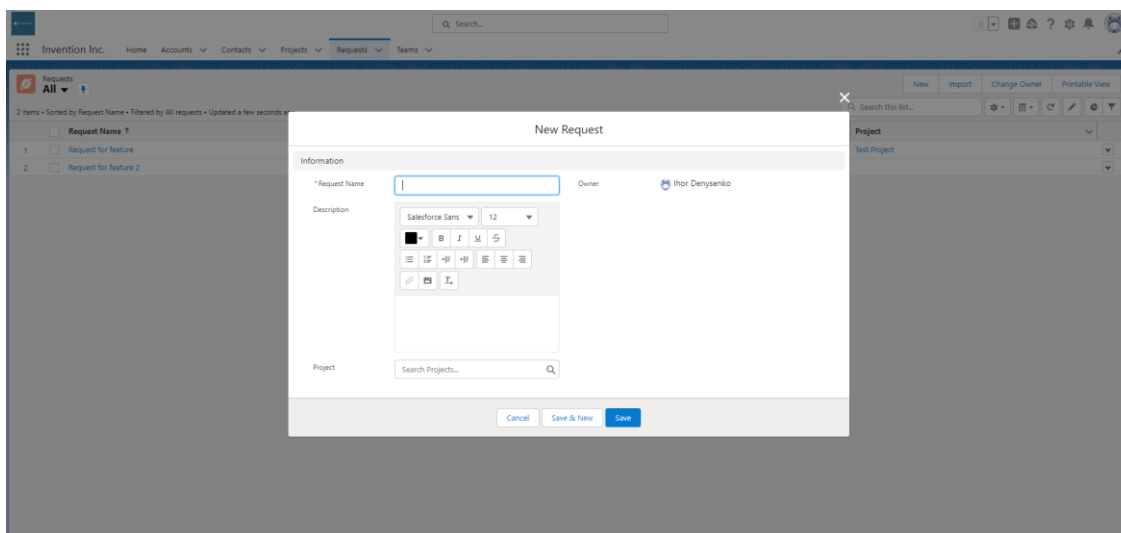 Search...
Invention Inc. Home Accounts Contacts Projects Requests Teams
Requests
All
New Import Change Owner Printable View
2 items • Sorted by Request Name • Filtered by All requests • Updated a few seconds a
Search this list...
Request Name ↑ Project
1 Request for feature Test Project
2 Request for feature 2
New Request
Information
*Request Name
Owner Ihor Denysenko
Description
Salesforce Sans 12
B I U S
Project Search Projects...
Cancel Save & New Save